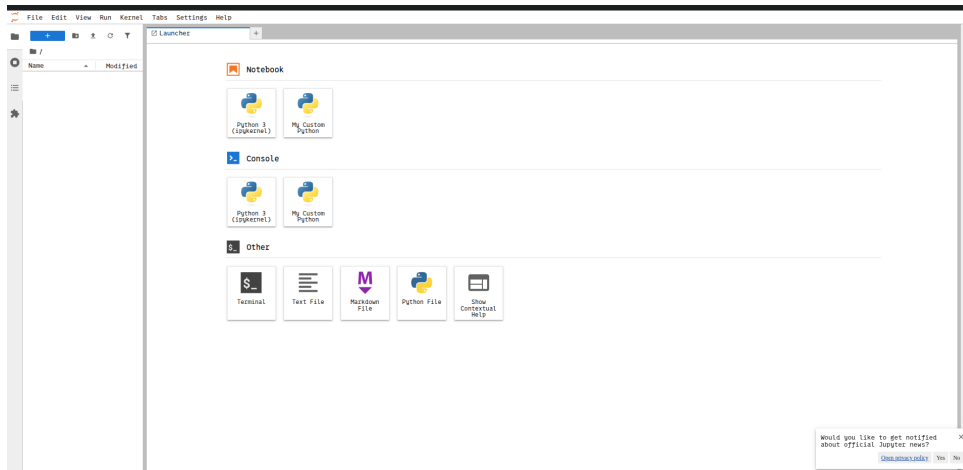 File Edit View Run Kernel Tabs Settings Help
+
Launcher
+
/
Name Modified
Notebook
Python 3
(ipykernel)
My Custom
Python
Console
Python 3
(ipykernel)
My Custom
Python
$_ Other
$_
Terminal
Text File
M
Markdown
File
Python File
Show
Contextual
Help
Would you like to get notified
about official Jupyter news?
Open privacy policy Yes No